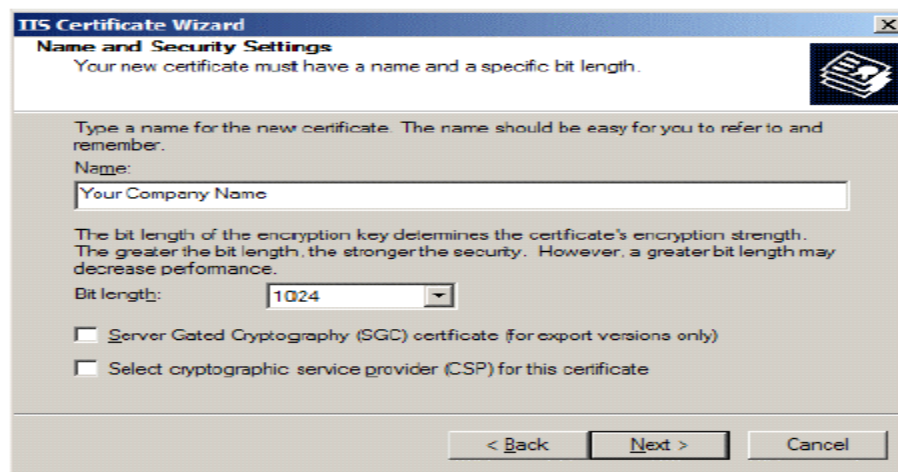 IIS Certificate Wizard
Name and Security Settings
Your new certificate must have a name and a specific bit length.
Type a name for the new certificate. The name should be easy for you to refer to and
remember.
Name:
Your Company Name
The bit length of the encryption key determines the certificate's encryption strength.
The greater the bit length, the stronger the security. However, a greater bit length may
decrease performance.
Bit length:
1024
Server Gated Cryptography (SGC) certificate (for export versions only)
Select cryptographic service provider (CSP) for this certificate
< Back
Next >
Cancel